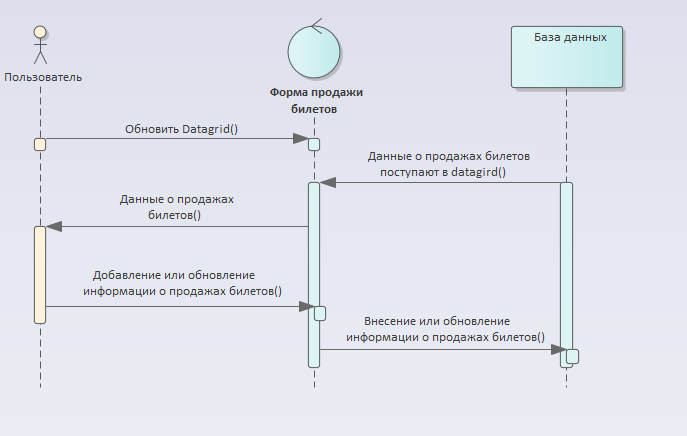 База данных
Пользователь
Форма продажи
билетов
Обновить Datagrid()
Данные о продажах билетов
поступают в datagird()
Данные о продажах
билетов()
Добавление или обновление
информации о продажах билетов()
Внесение или обновление
информации о продажах билетов()